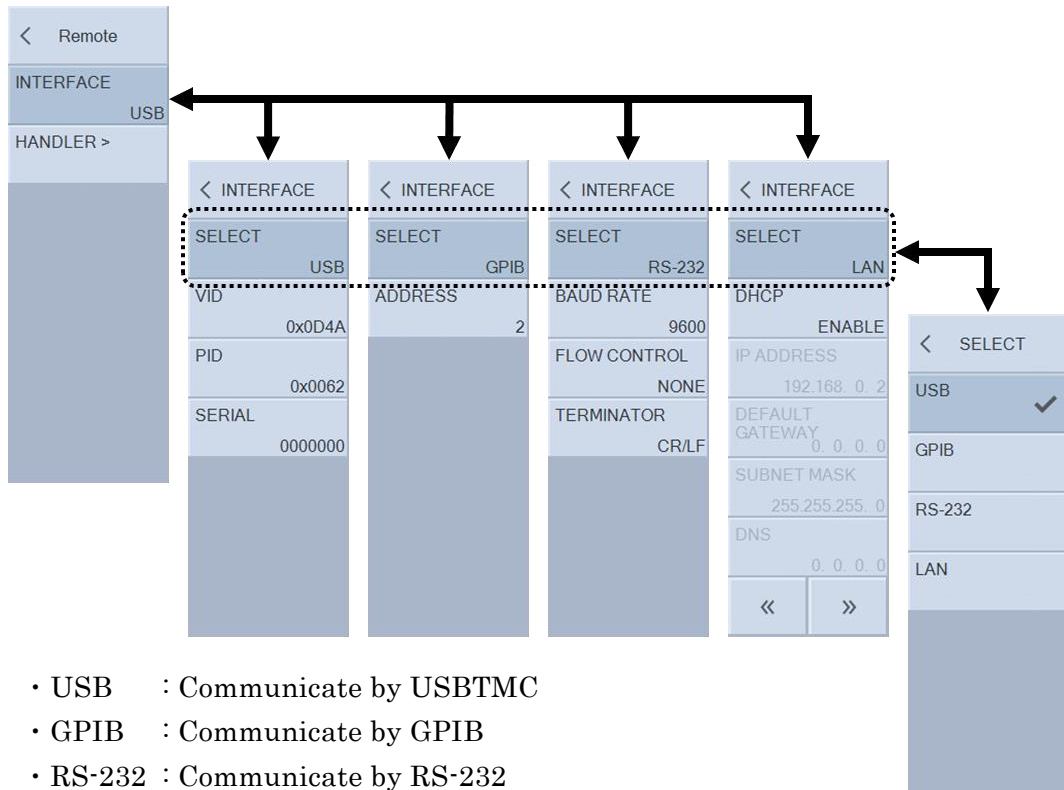 Remote
INTERFACE
USB
HANDLER >
INTERFACE
SELECT
USB
VID
0x0D4A
PID
0x0062
SERIAL
0000000
INTERFACE
SELECT
GPIB
ADDRESS
2
INTERFACE
SELECT
RS-232
BAUD RATE
9600
FLOW CONTROL
NONE
TERMINATOR
CR/LF
INTERFACE
SELECT
LAN
DHCP
ENABLE
IP ADDRESS
192.168. 0. 2
DEFAULT
GATEWAY
0. 0. 0. 0
SUBNET MASK
255.255.255. 0
DNS
0. 0. 0. 0
SELECT
USB
GPIB
RS-232
LAN
・USB : Communicate by USBTMC
・GPIB : Communicate by GPIB
・RS-232 : Communicate by RS-232